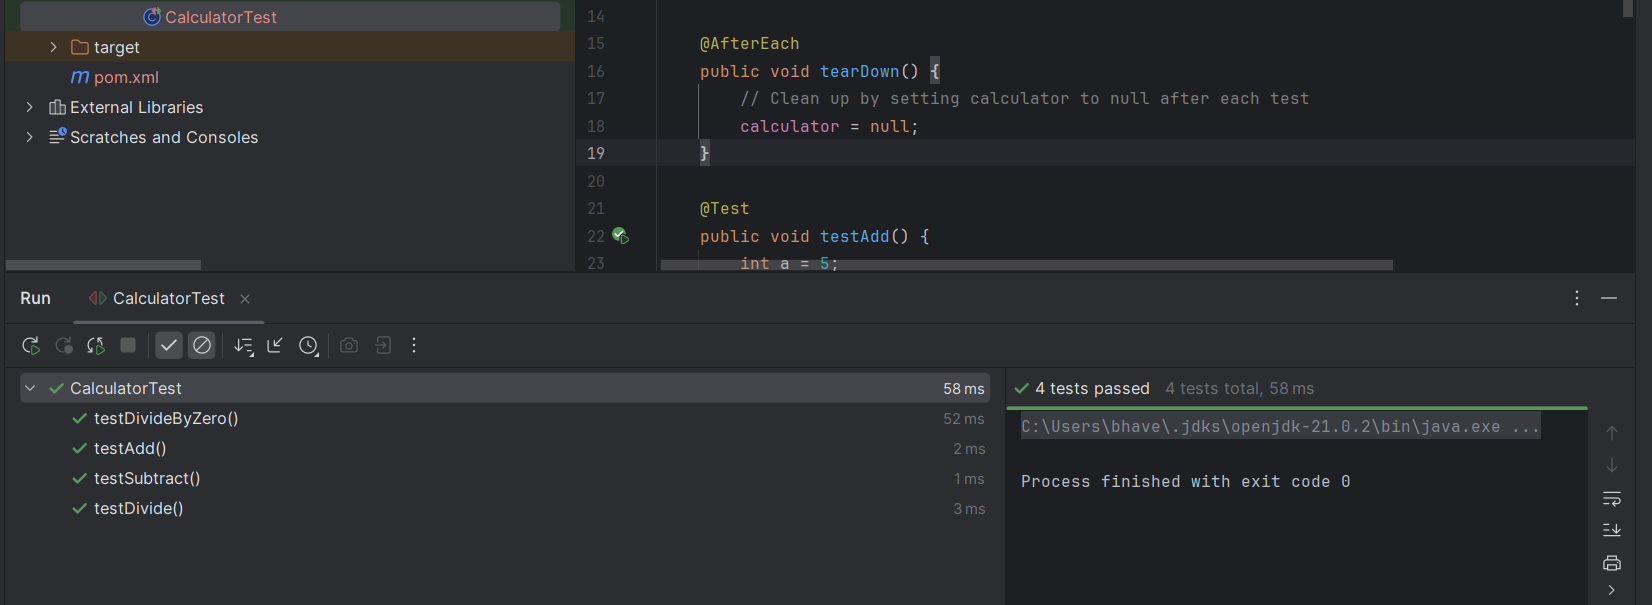 CalculatorTest
target
pom.xml
External Libraries
Scratches and Consoles
14
15 @AfterEach
16 public void tearDown() {
17 // Clean up by setting calculator to null after each test
18 calculator = null;
19 }
20
21 @Test
22 public void testAdd() {
23 int a = 5;
Run CalculatorTest
CalculatorTest 58 ms
testDivideByZero() 52 ms
testAdd() 2 ms
testSubtract() 1 ms
testDivide() 3 ms
4 tests passed 4 tests total, 58 ms
C:\Users\bhave\.jdks\openjdk-21.0.2\bin\java.exe ...
Process finished with exit code 0